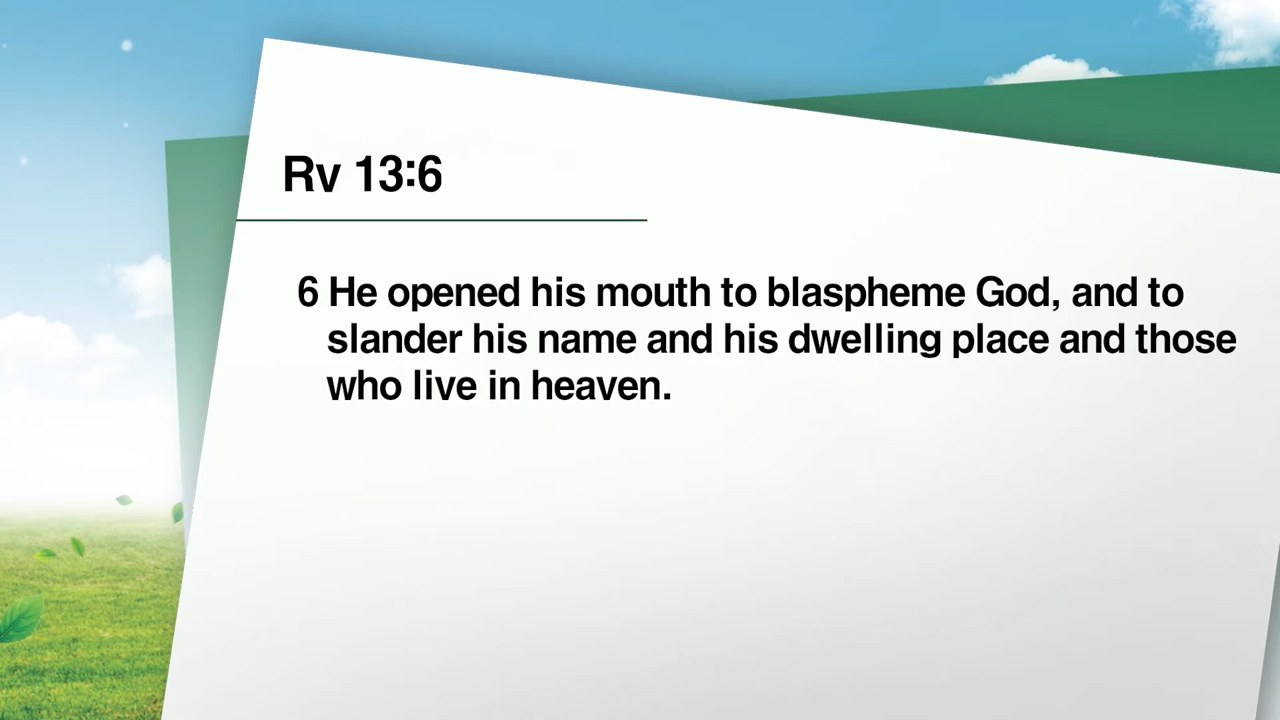 Rv 13:6
6 He opened his mouth to blaspheme God, and to
slander his name and his dwelling place and those
who live in heaven.